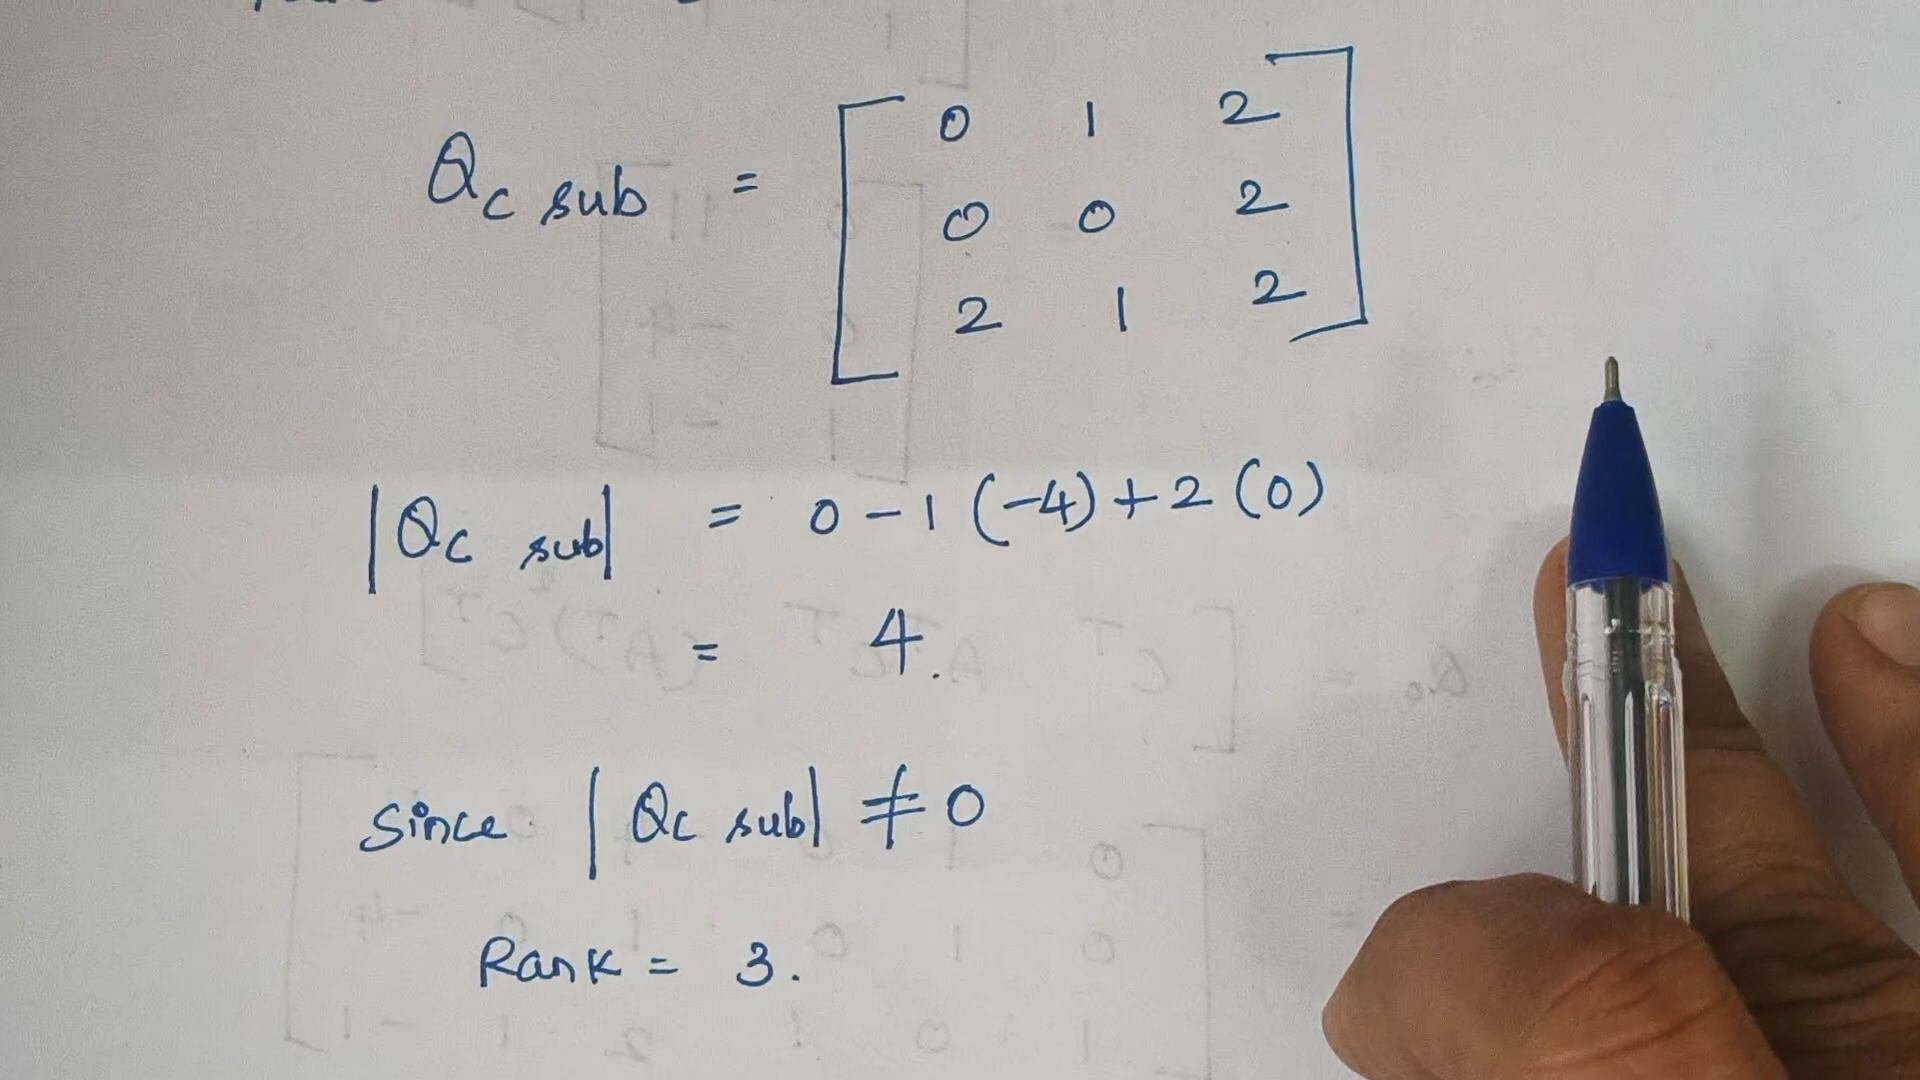 Qc sub = [ 0 1 2
0 0 2
2 1 2 ]
|Qc sub| = 0 - 1 (-4) + 2 (0)
= 4.
Since |Qc sub| ≠ 0
Rank = 3.